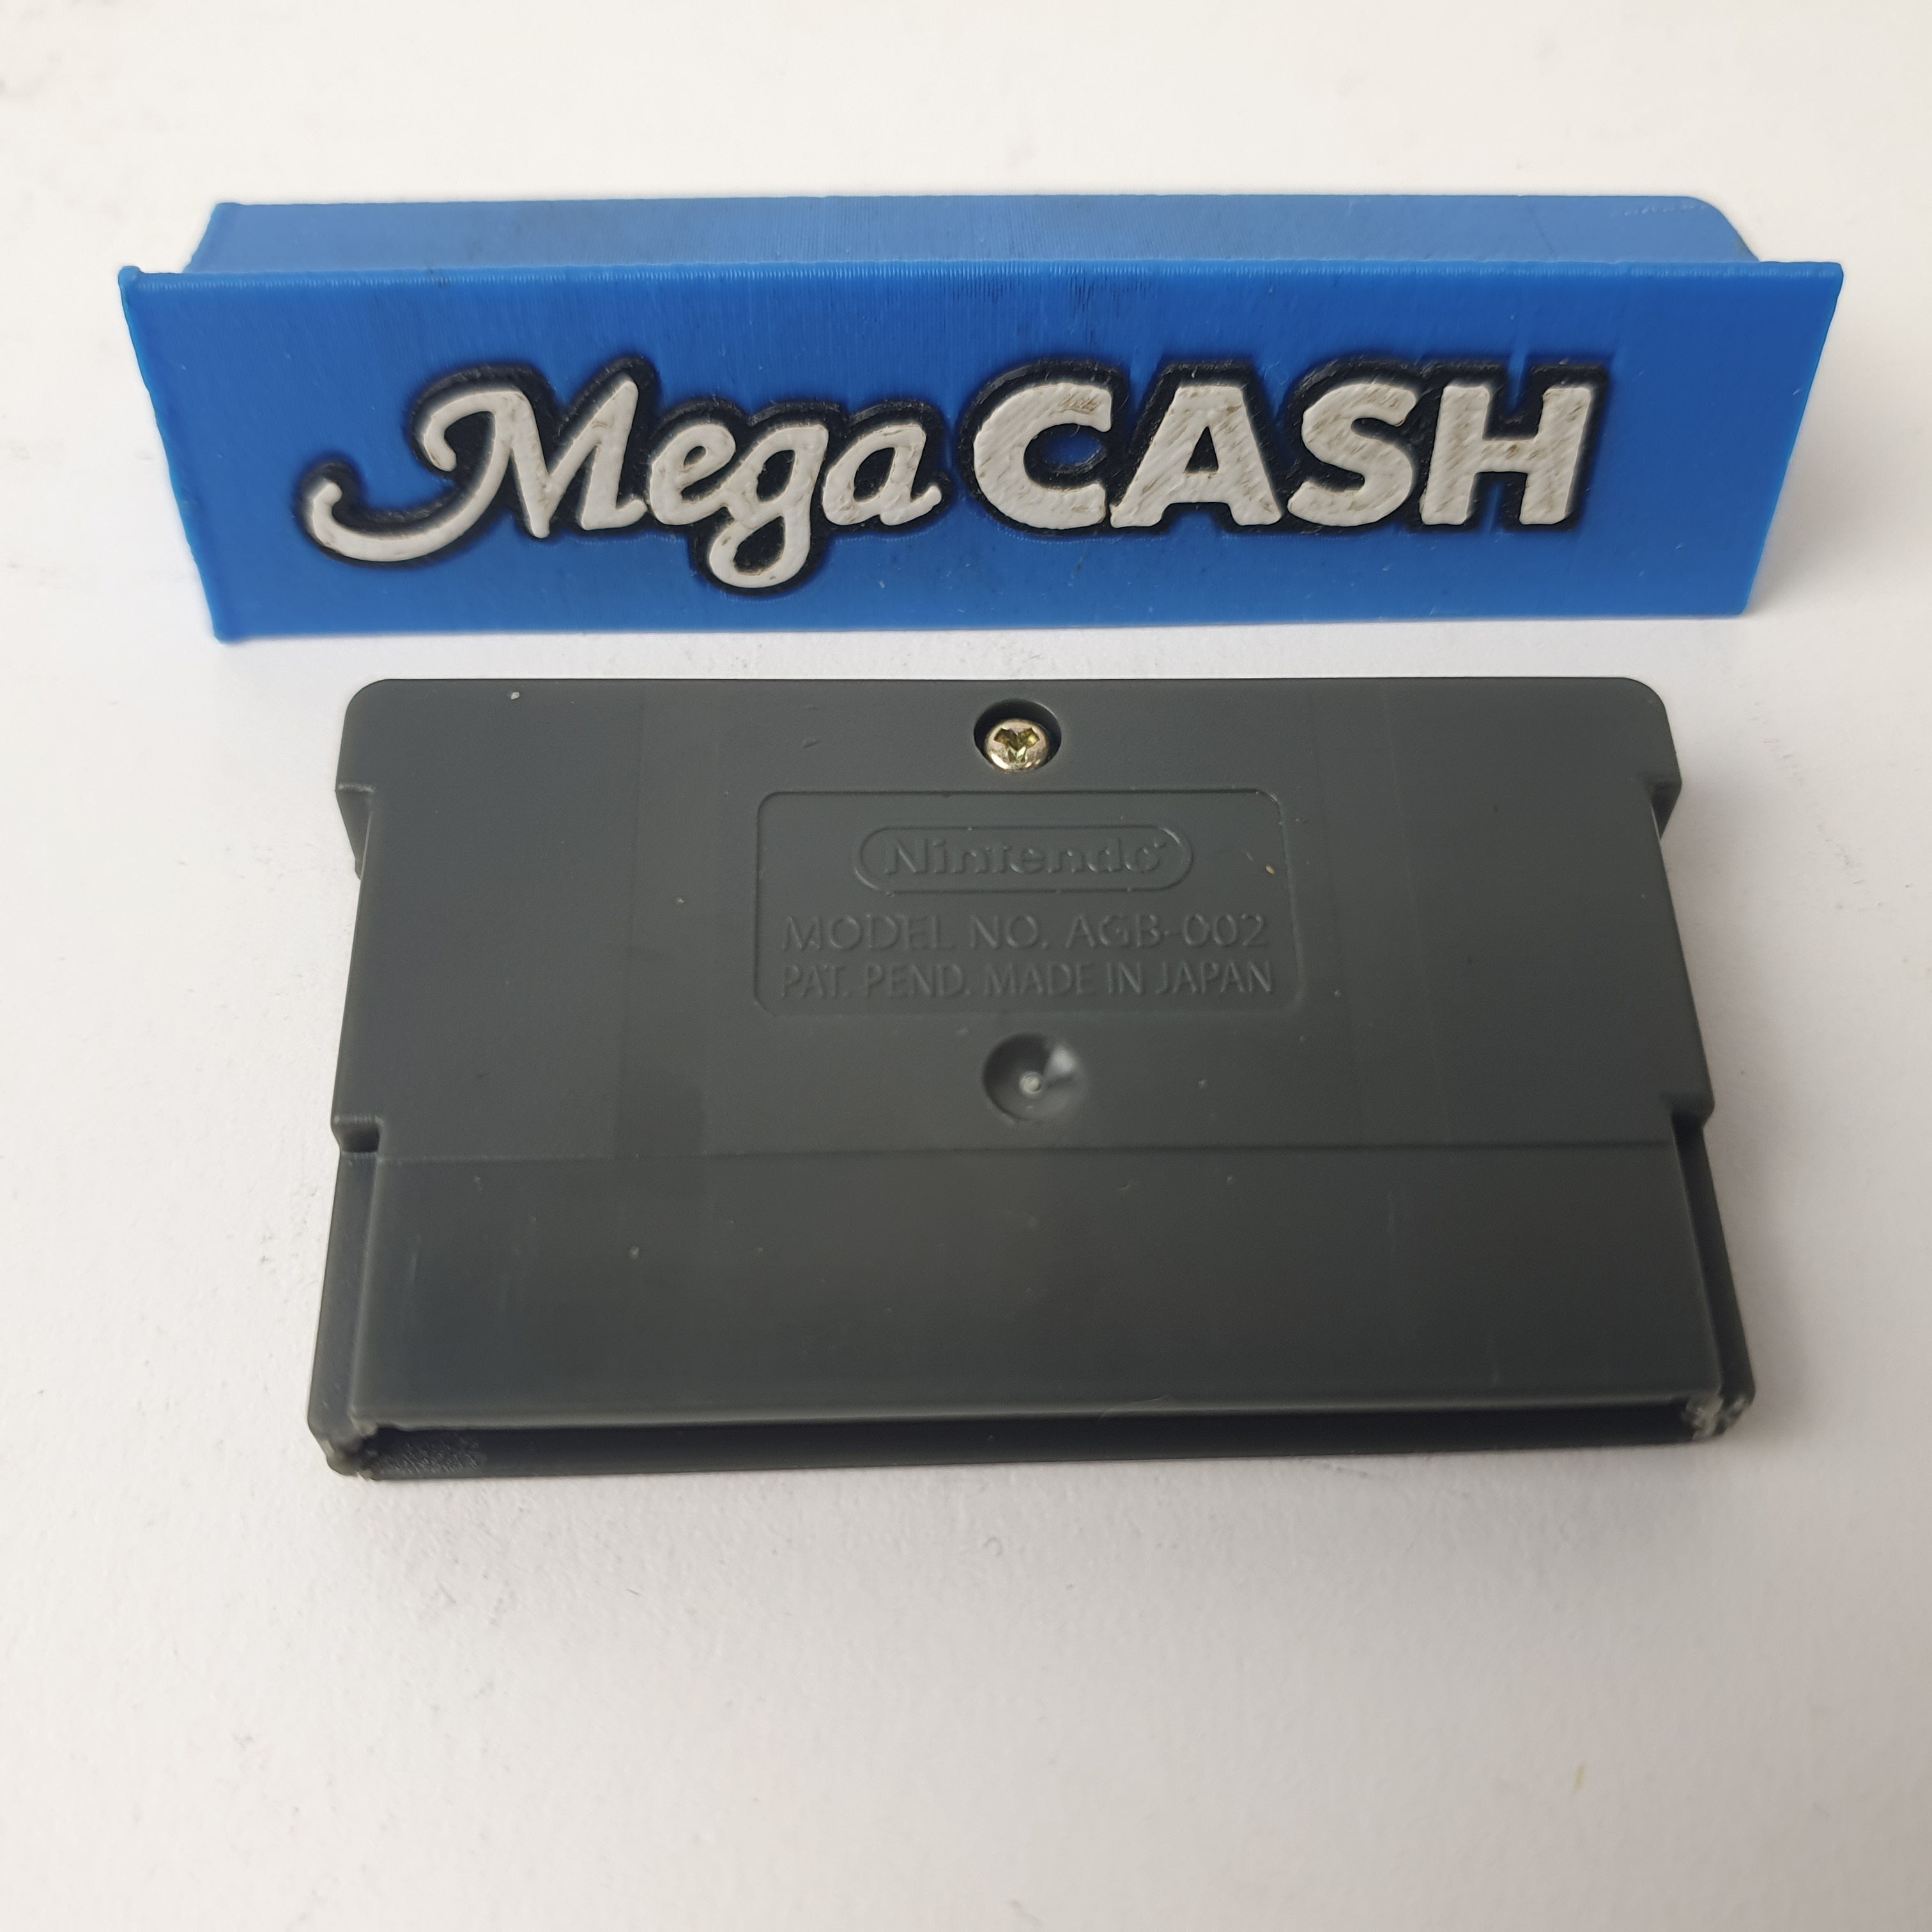 Mega CASH
Nintendo
MODEL NO. AGB-002
PAT. PEND. MADE IN JAPAN